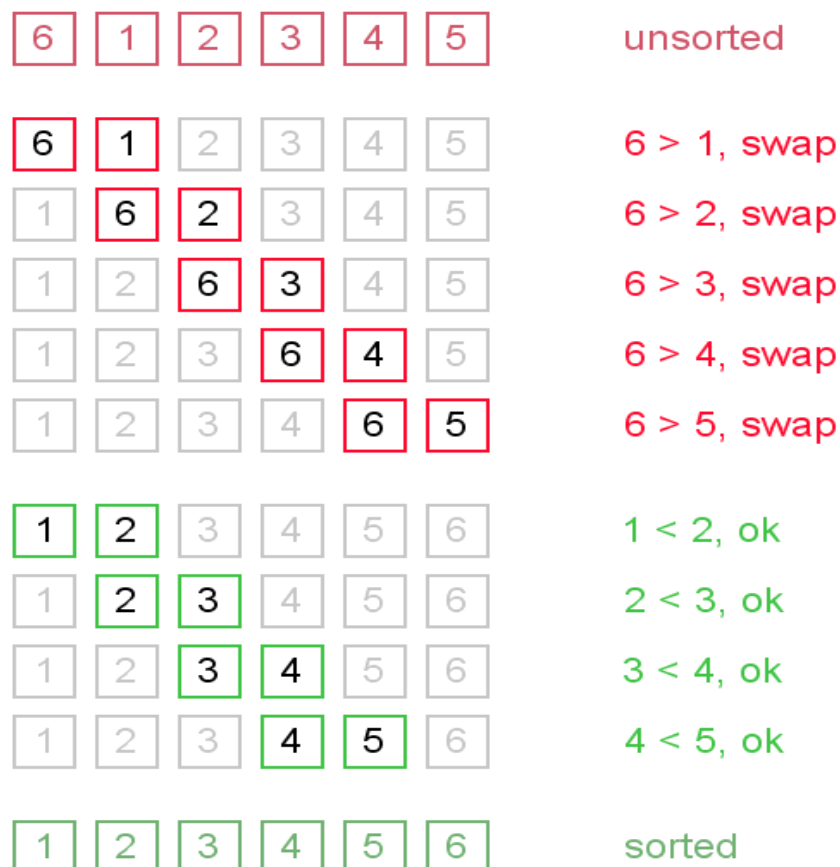 6 1 2 3 4 5 unsorted
6 1 2 3 4 5 6 > 1, swap
1 6 2 3 4 5 6 > 2, swap
1 2 6 3 4 5 6 > 3, swap
1 2 3 6 4 5 6 > 4, swap
1 2 3 4 6 5 6 > 5, swap
1 2 3 4 5 6 1 < 2, ok
1 2 3 4 5 6 2 < 3, ok
1 2 3 4 5 6 3 < 4, ok
1 2 3 4 5 6 4 < 5, ok
1 2 3 4 5 6 sorted